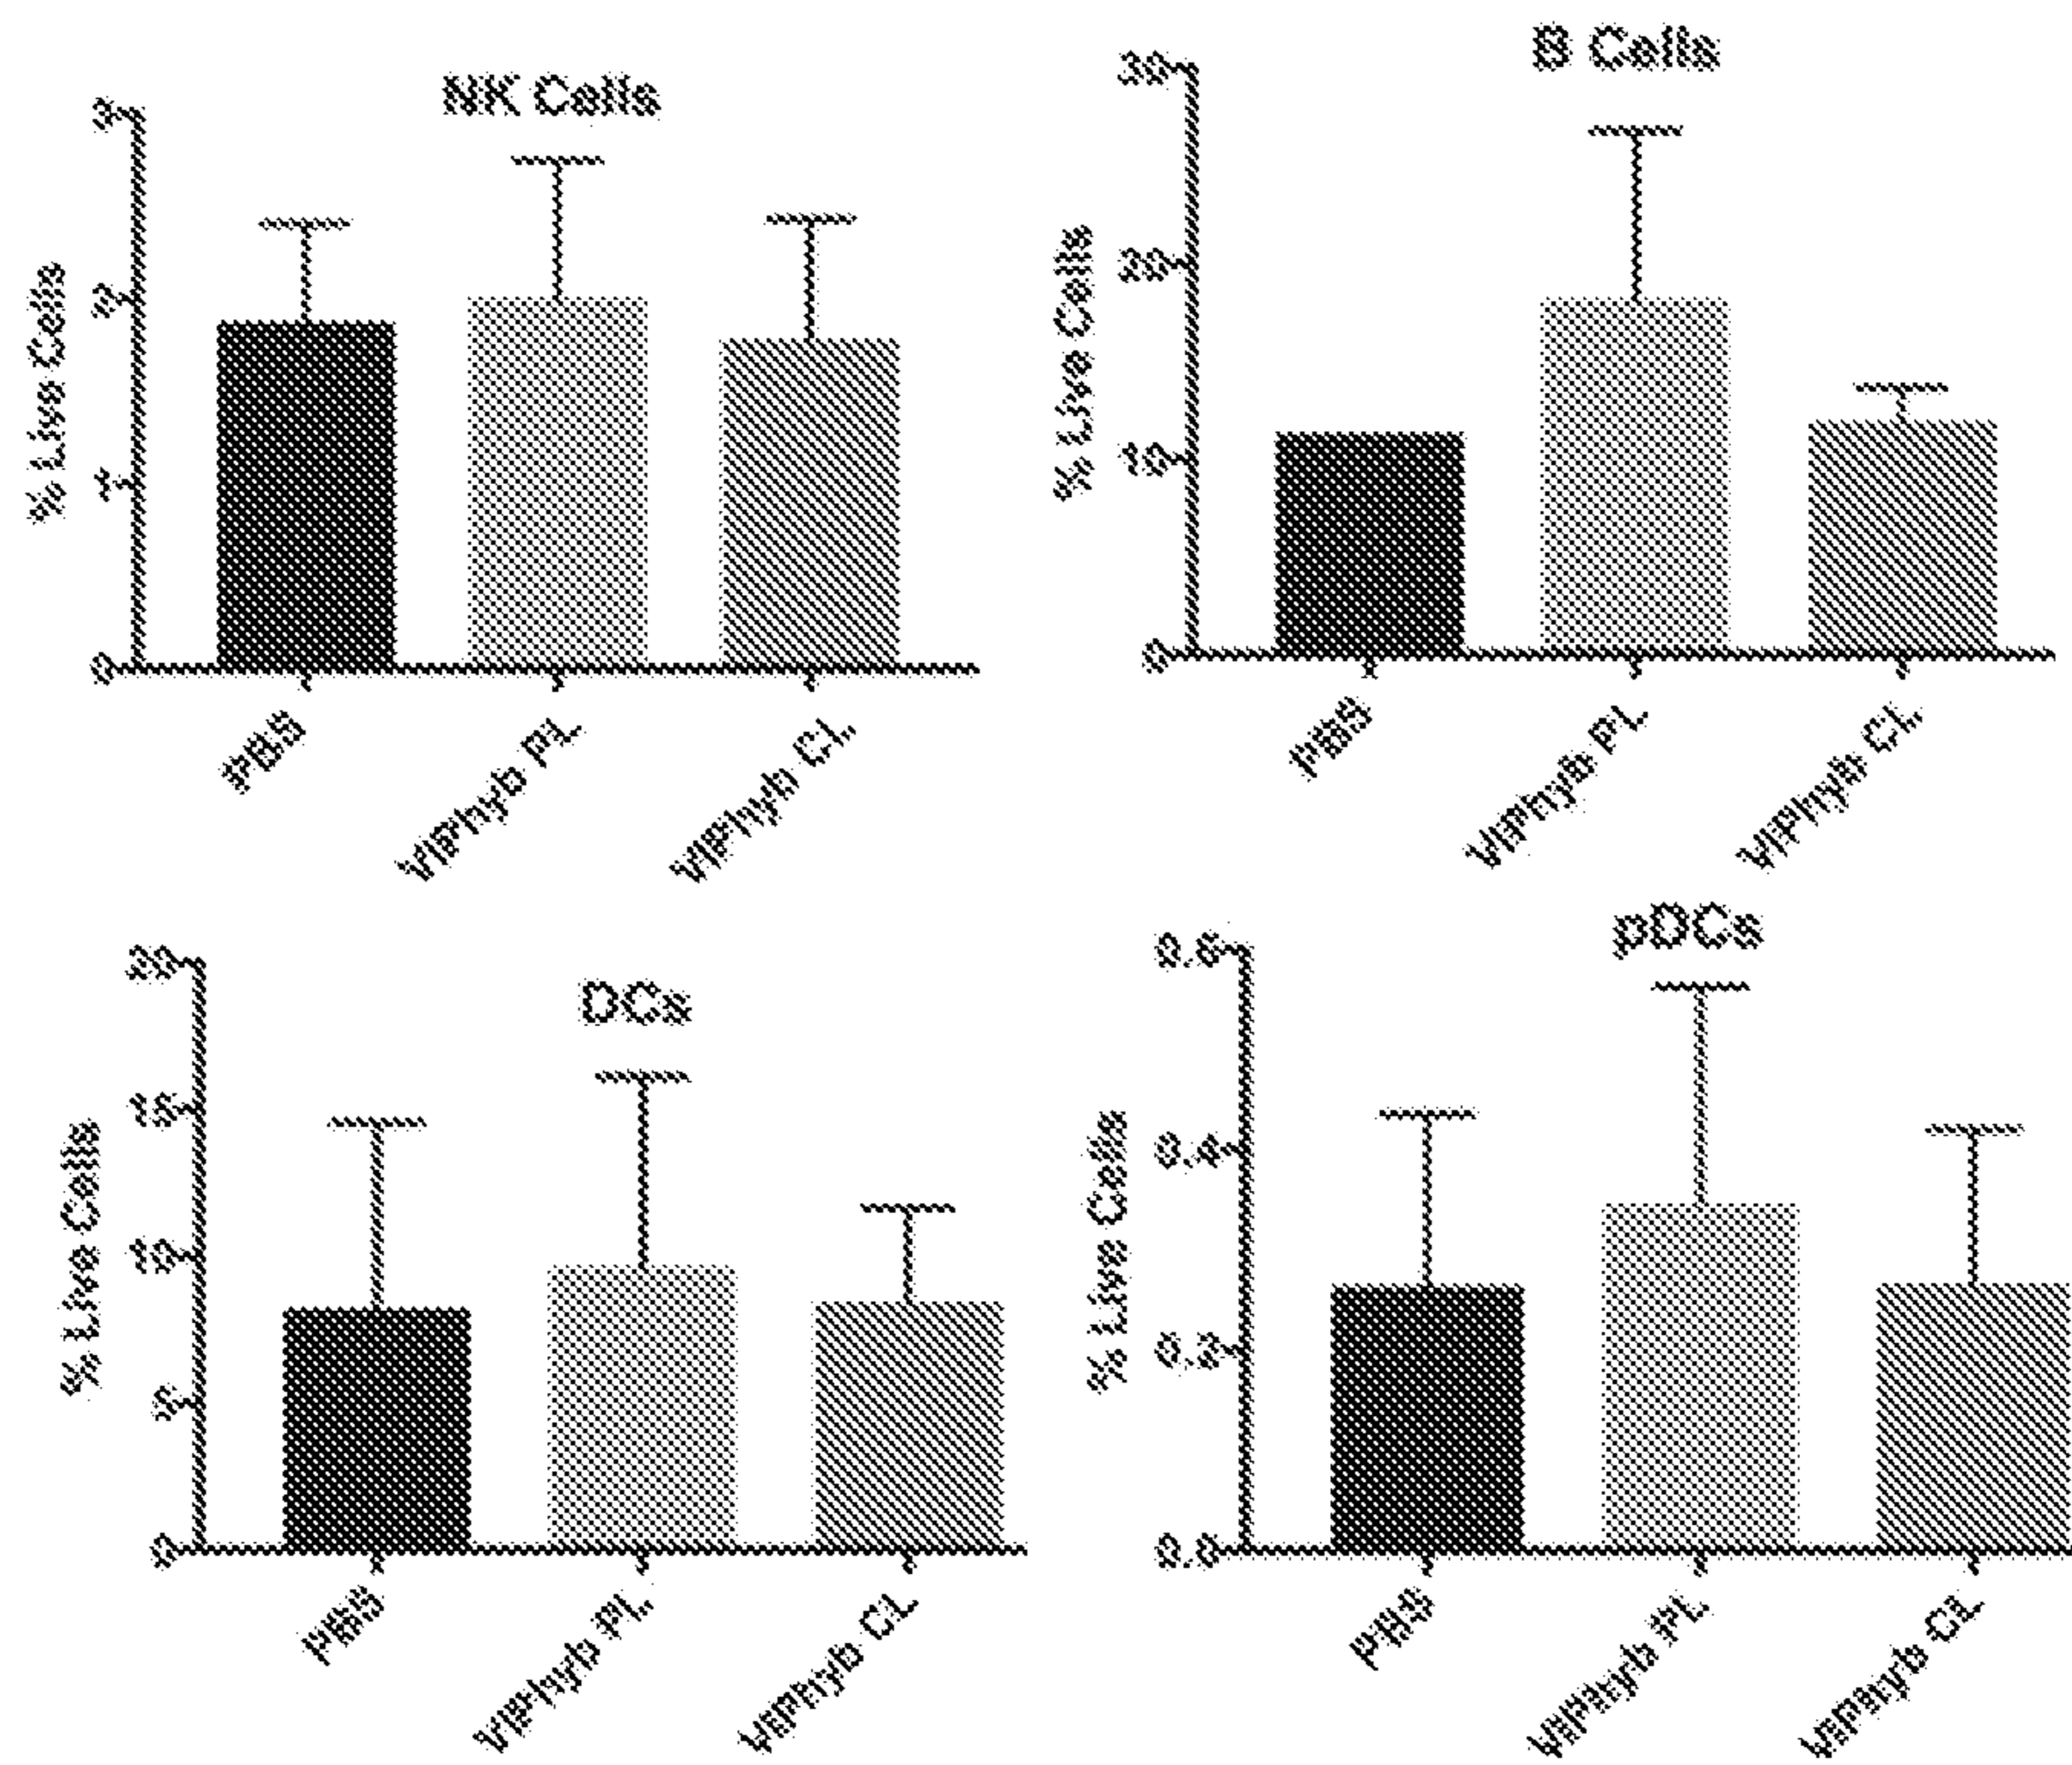 NK Cells
% Live Cells
3
2
1
0
PBS
VIPhyb PL
VIPhyb CL
B Cells
% Live Cells
30
20
10
0
PBS
VIPhyb PL
VIPhyb CL
DCs
% Live Cells
20
15
10
5
0
PBS
VIPhyb PL
VIPhyb CL
pDCs
% Live Cells
0.6
0.4
0.2
0.0
PBS
VIPhyb PL
VIPhyb CL